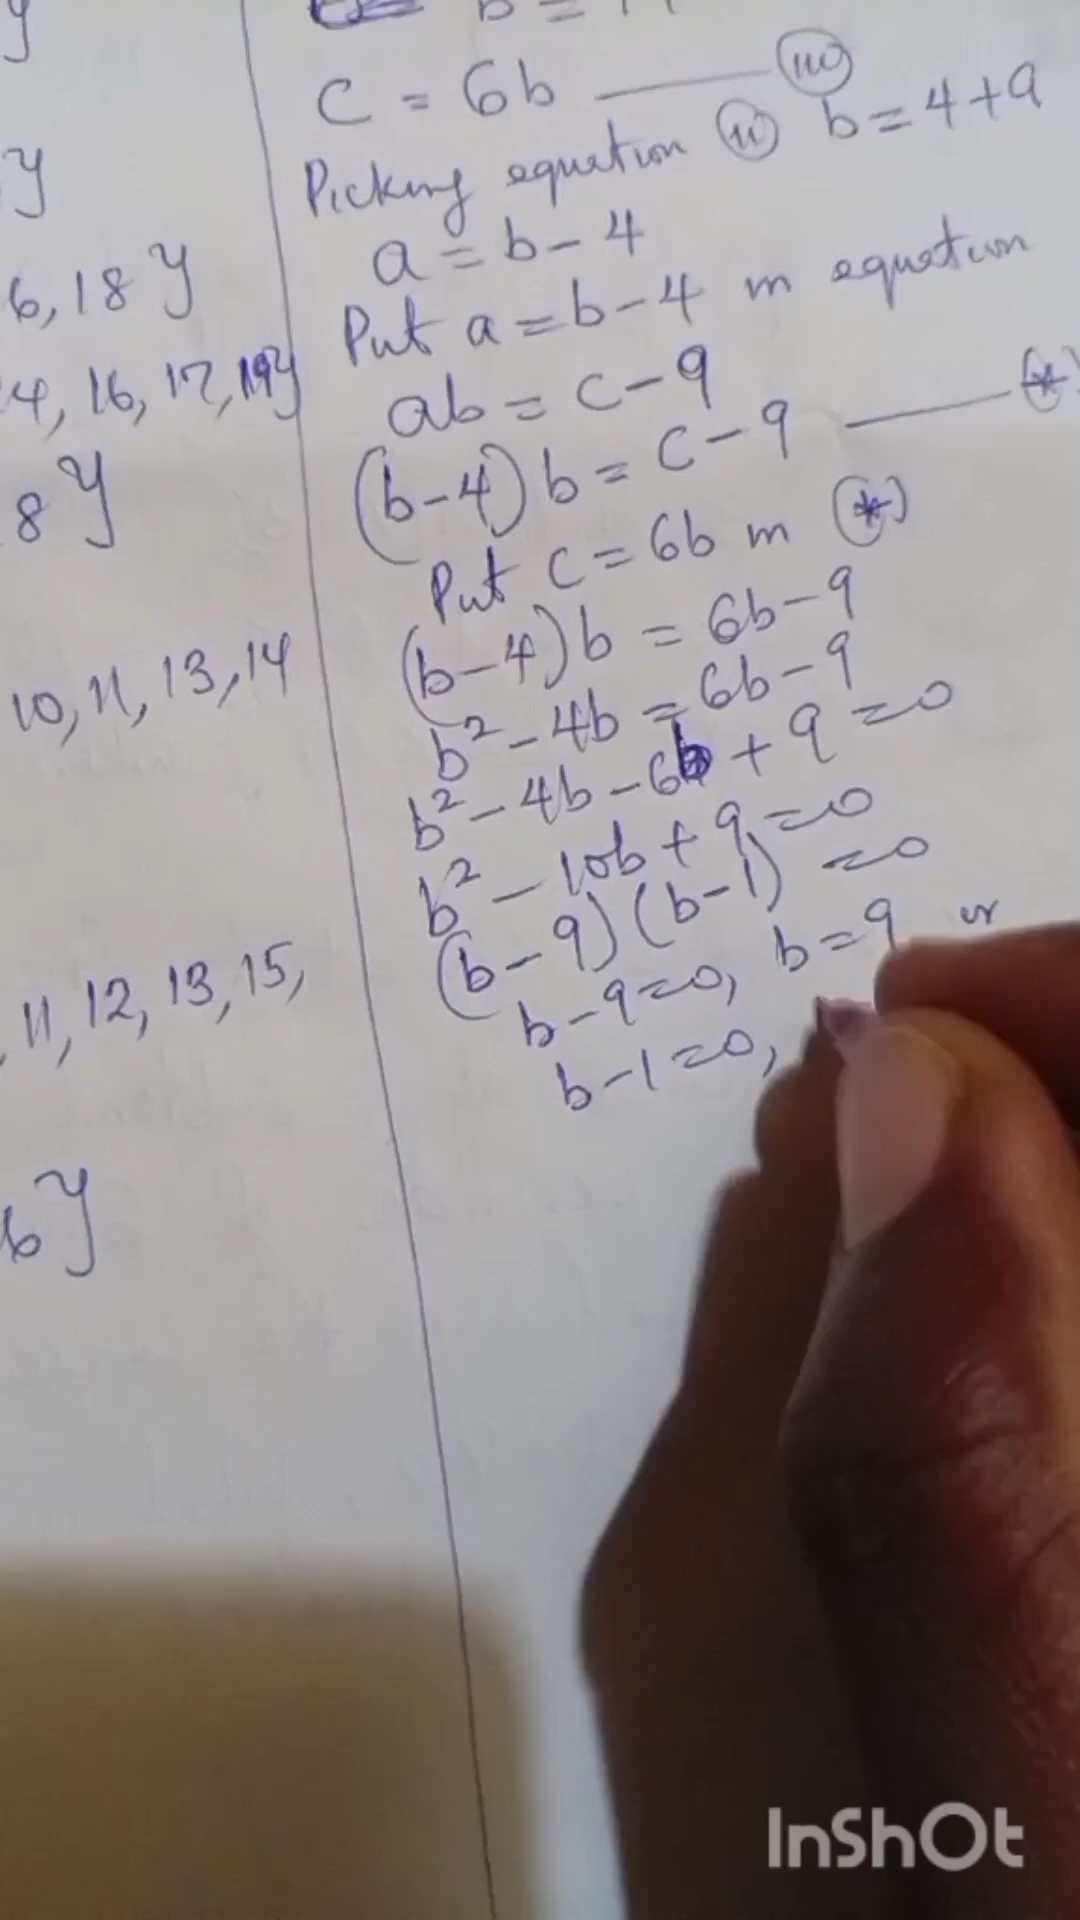 y
c = 6b (iii)
y
Picking equation (ii) b = 4 + a
a = b - 4
6, 18 y
Put a = b - 4 in equation
4, 16, 17, 19 y
ab = c - 9
(b - 4) b = c - 9 (*)
8 y
Put c = 6b in (*)
(b - 4) b = 6b - 9
10, 11, 13, 14
b² - 4b = 6b - 9
b² - 4b - 6b + 9 = 0
b² - 10b + 9 = 0
(b - 9) (b - 1) = 0
b - 9 = 0, b = 9 or
11, 12, 13, 15,
b - 1 = 0,
6 y
InShOt